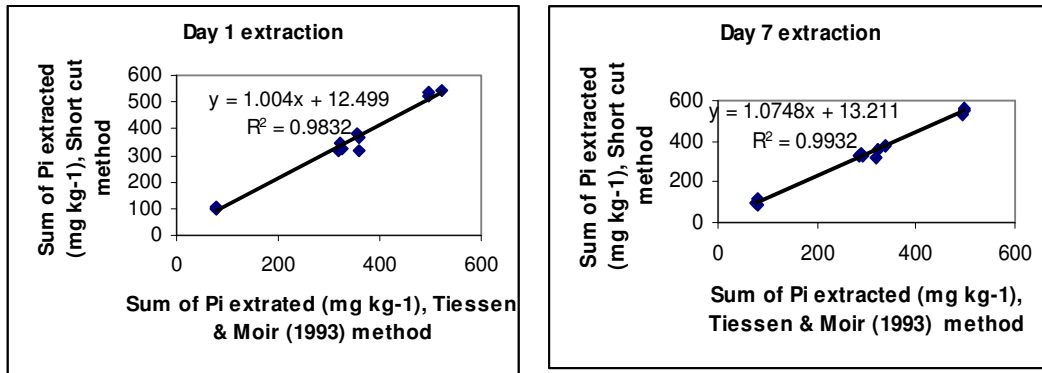 Day 1 extraction
Sum of Pi extracted
(mg kg-1), Short cut
method
600
500
400
300
200
100
0
y = 1.004x + 12.499
R² = 0.9832
0
200
400
600
Sum of Pi extrated (mg kg-1), Tiessen
& Moir (1993) method
Day 7 extraction
Sum of Pi extracted
(mg kg-1), Short cut
method
600
400
200
0
y = 1.0748x + 13.211
R² = 0.9932
0
200
400
600
Sum of Pi extracted (mg kg-1),
Tiessen & Moir (1993) method